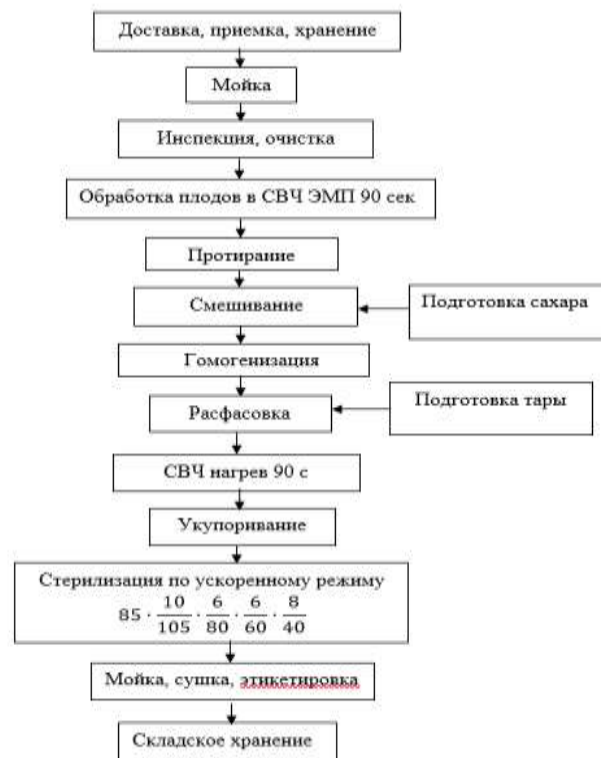 Доставка, приемка, хранение
Мойка
Инспекция, очистка
Обработка плодов в СВЧ ЭМП 90 сек
Протирание
Смешивание
Подготовка сахара
Гомогенизация
Расфасовка
Подготовка тары
СВЧ нагрев 90 с
Укупоривание
Стерилизация по ускоренному режиму
85 · 10/105 · 6/80 · 6/60 · 8/40
Мойка, сушка, этикетировка
Складское хранение